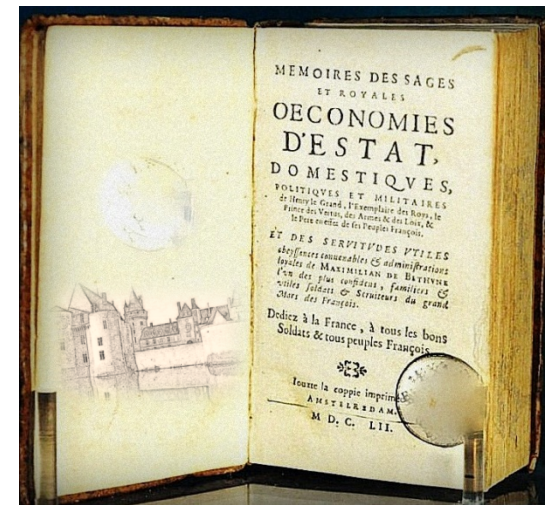 MEMOIRES DES SAGES
ET ROYALES
OECONOMIES
D'ESTAT,
DOMESTIQVES,
POLITIQVES ET MILITAIRES
de Henry le Grand, l'Exemplaire des Roys, le
Prince des Vertus, des Armes & des Loix, &
le Pere en effet de ses Peuples François.
ET DES SERVITVDES VTILES
obeyssances conuenables & administrations
loyales de MAXIMILIAN DE BETHVNE
l'vn des plus confidens, familiers &
vtiles Soldats & Seruiteurs du grand
Mars des François.
Dediez à la France, à tous les bons
Soldats & tous peuples François
Iouxte la coppie imprimé
AMSTELREDAM.
M D. C. LII.